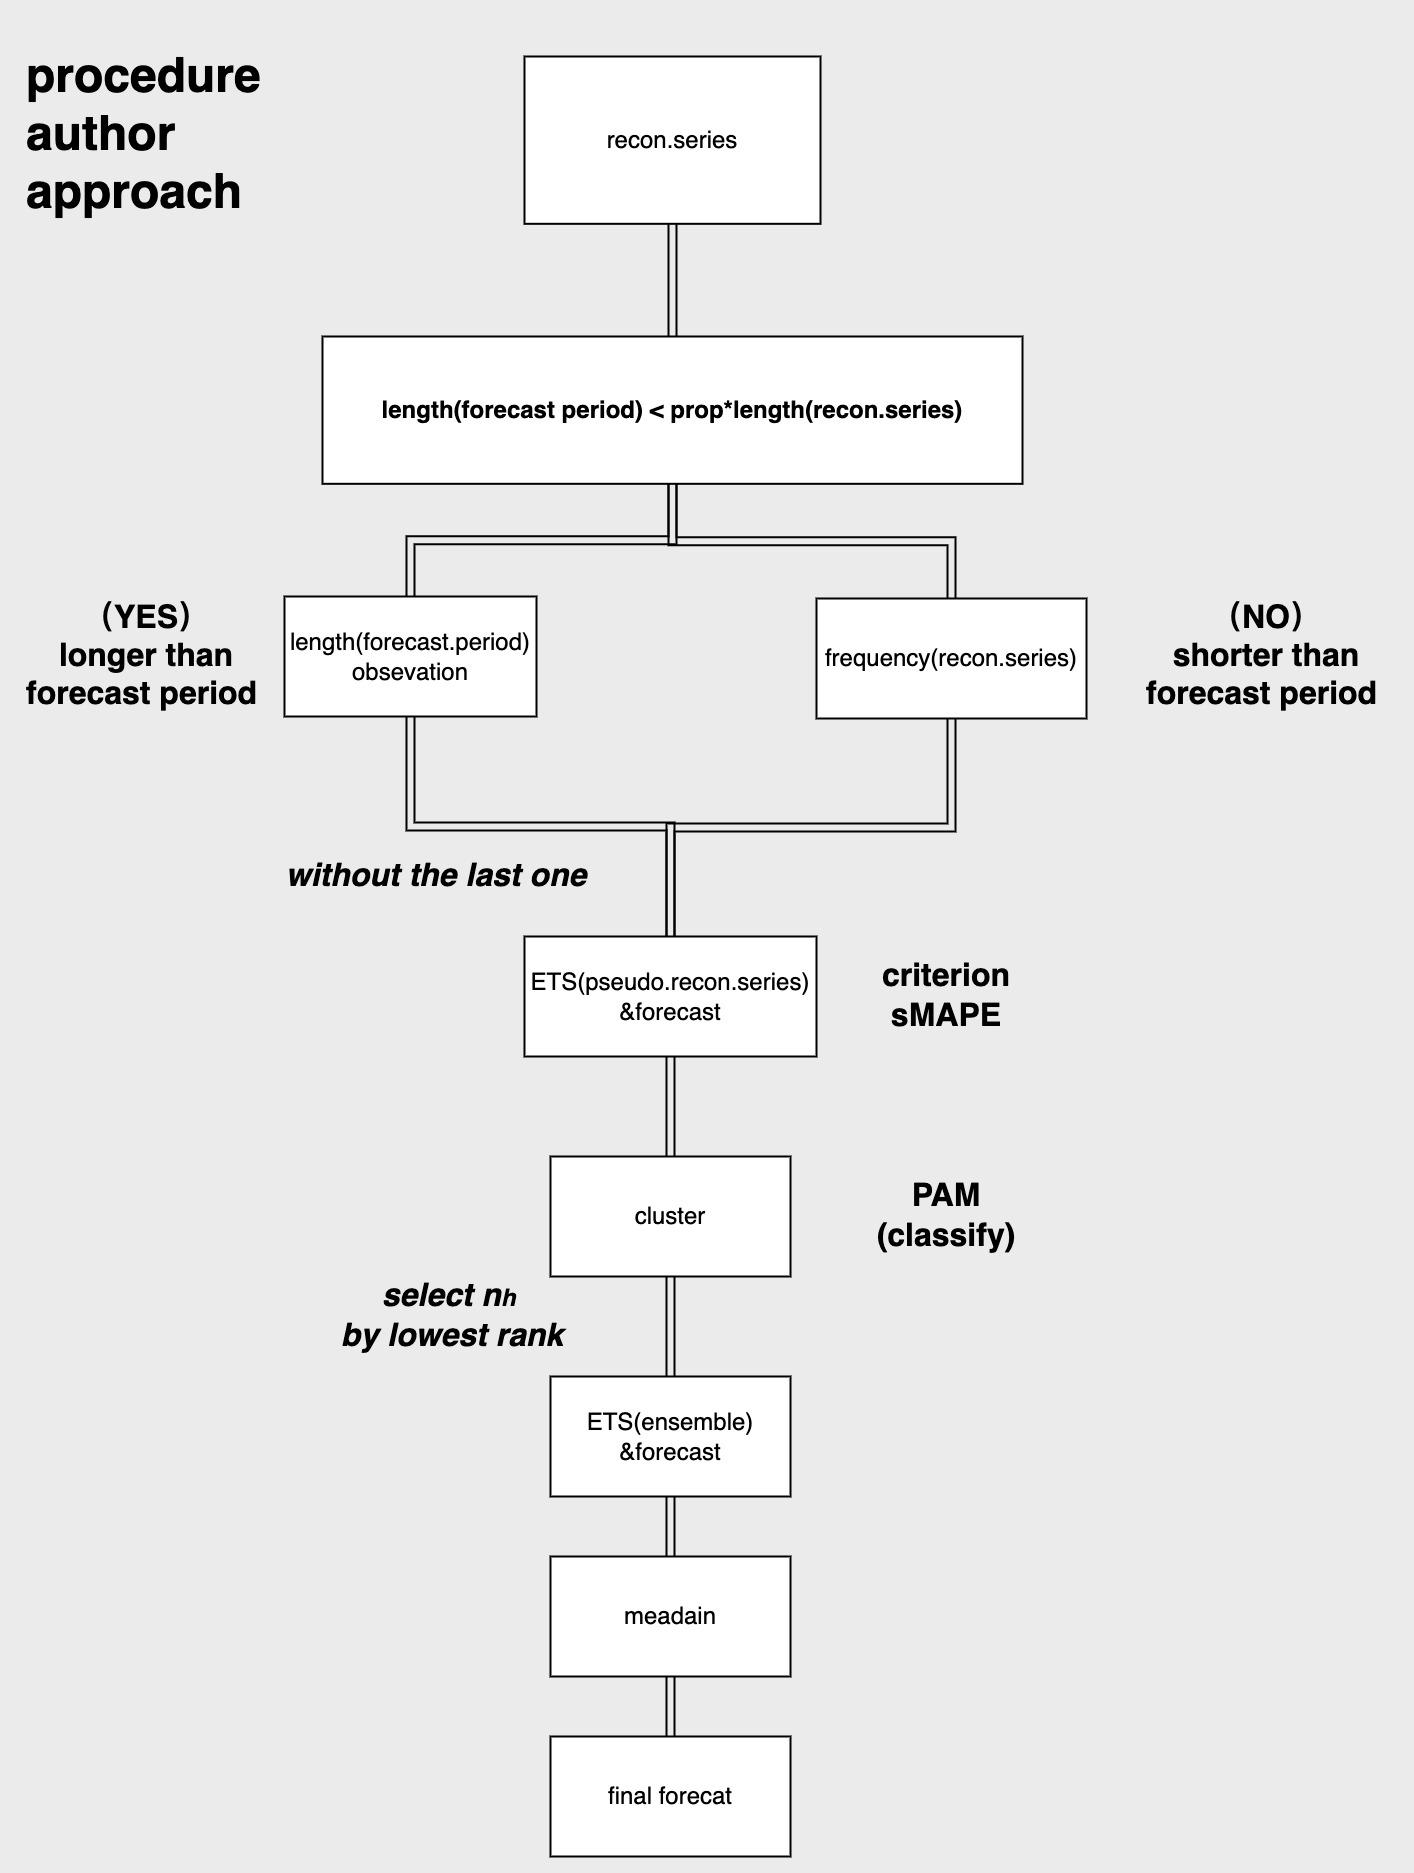 procedure
author
approach
recon.series
length(forecast period) < prop*length(recon.series)
(YES)
longer than
forecast period
length(forecast.period)
obsevation
frequency(recon.series)
(NO)
shorter than
forecast period
without the last one
ETS(pseudo.recon.series)
&forecast
criterion
sMAPE
cluster
PAM
(classify)
select nh
by lowest rank
ETS(ensemble)
&forecast
meadain
final forecat